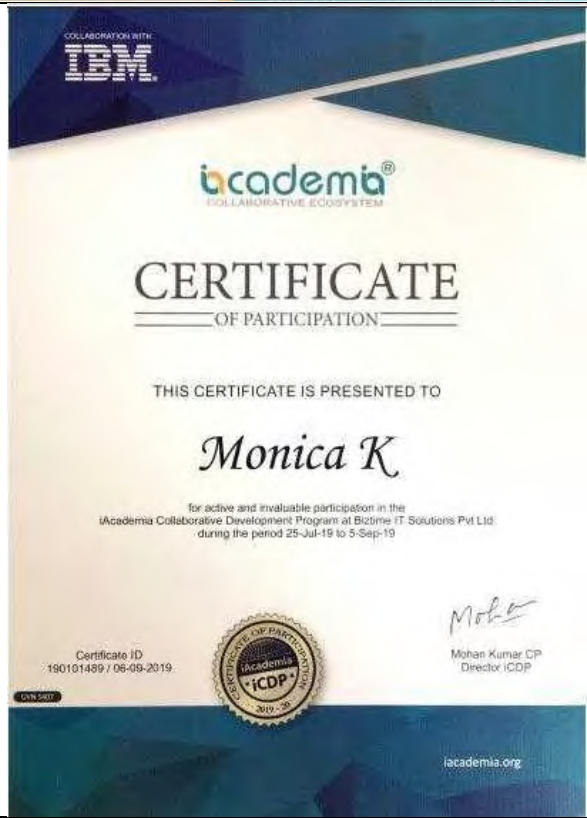 COLLABORATION WITH
IBM.
iacademia®
COLLABORATIVE ECOSYSTEM
CERTIFICATE
OF PARTICIPATION
THIS CERTIFICATE IS PRESENTED TO
Monica K
for active and invaluable participation in the
iAcademia Collaborative Development Program at Biztime IT Solutions Pvt Ltd
during the period 25-Jul-19 to 5-Sep-19
Moha
Mohan Kumar CP
Director iCDP
Certificate ID
190101489 / 06-09-2019
CERTIFICATE OF PARTICIPATION
iAcademia
iCDP
2019 - 20
iacademia.org